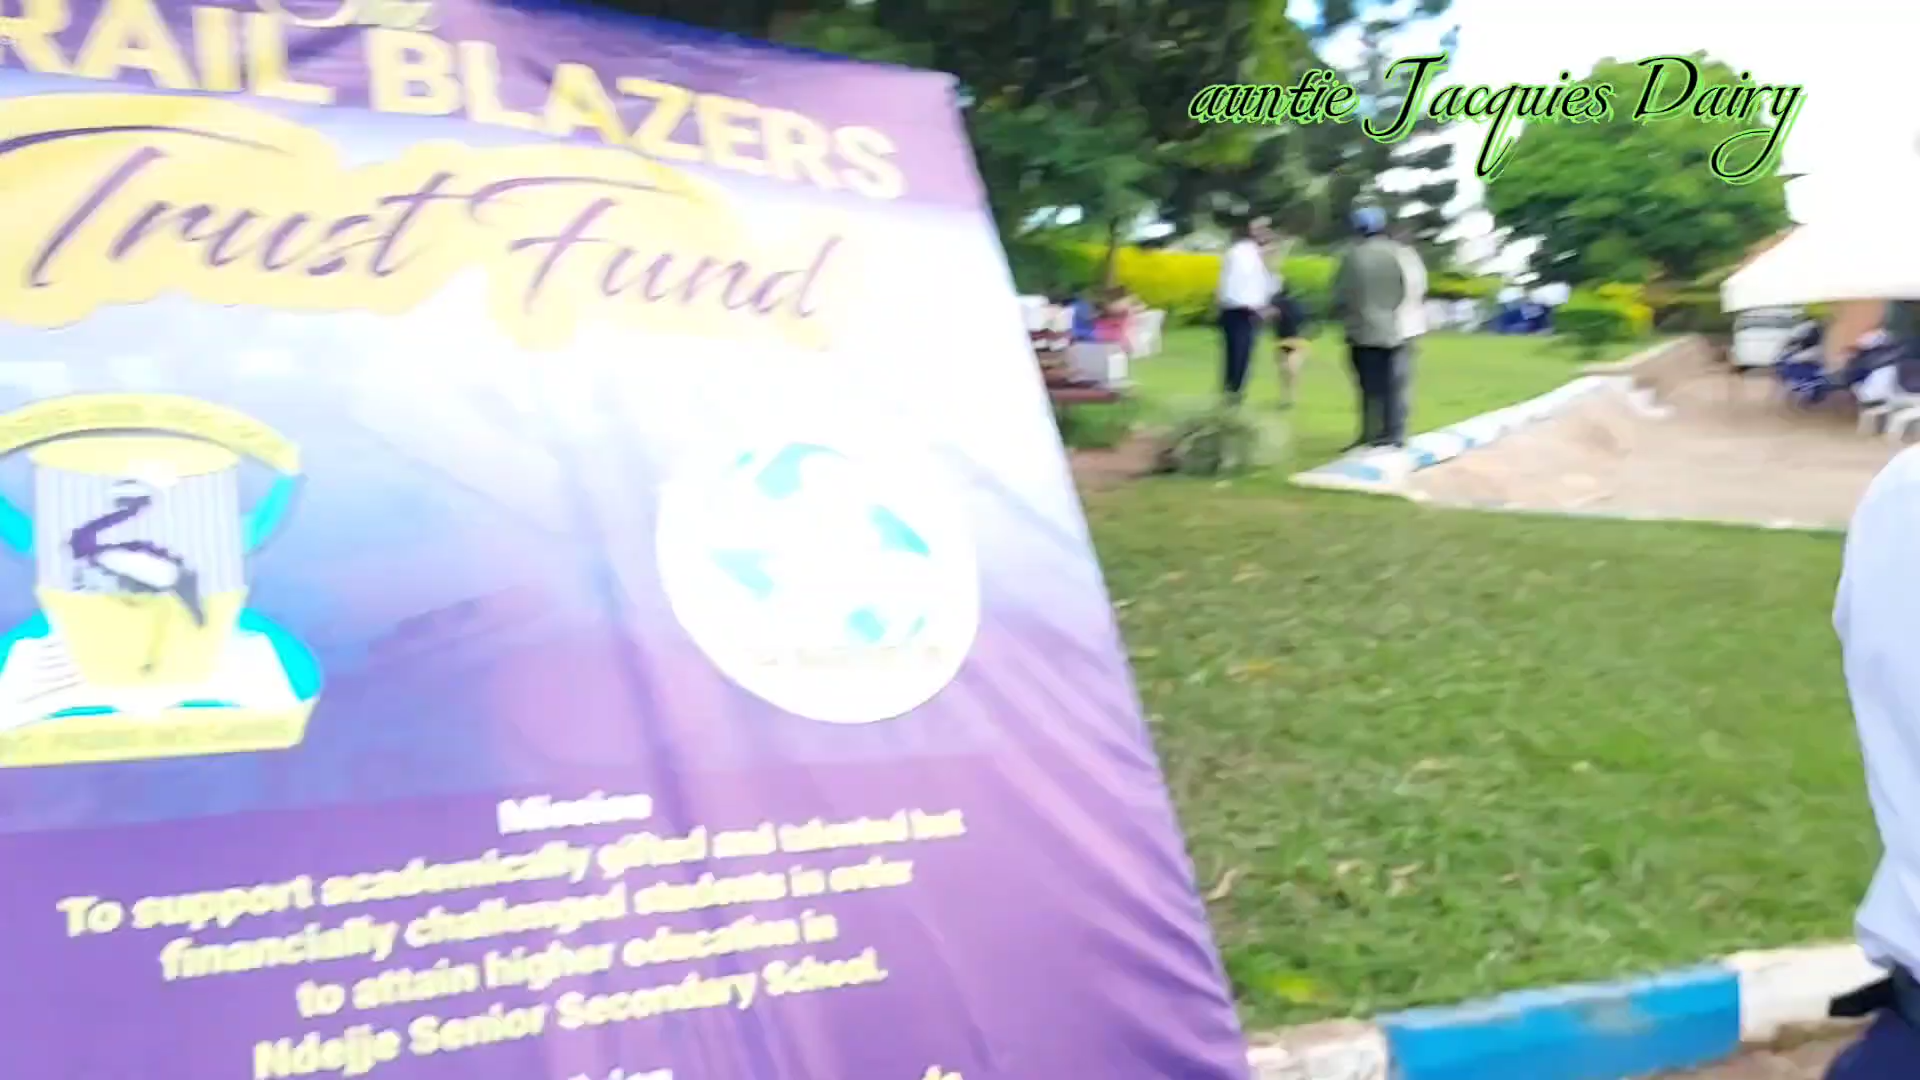 auntie Jacquies Dairy
The
RAIL BLAZERS
Trust Fund
Mission
To support academically gifted and talented but
financially challenged students in order
to attain higher education in
Ndejje Senior Secondary School.